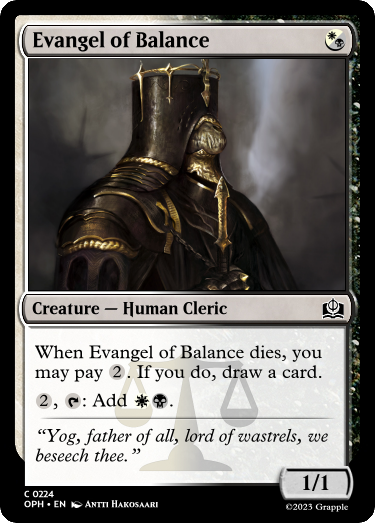 Evangel of Balance
Creature — Human Cleric
When Evangel of Balance dies, you
may pay 2. If you do, draw a card.
2, : Add .
“Yog, father of all, lord of wastrels, we
beseech thee.”
1/1
C 0224
OPH • EN Antti Hakosaari
©2023 Grapple